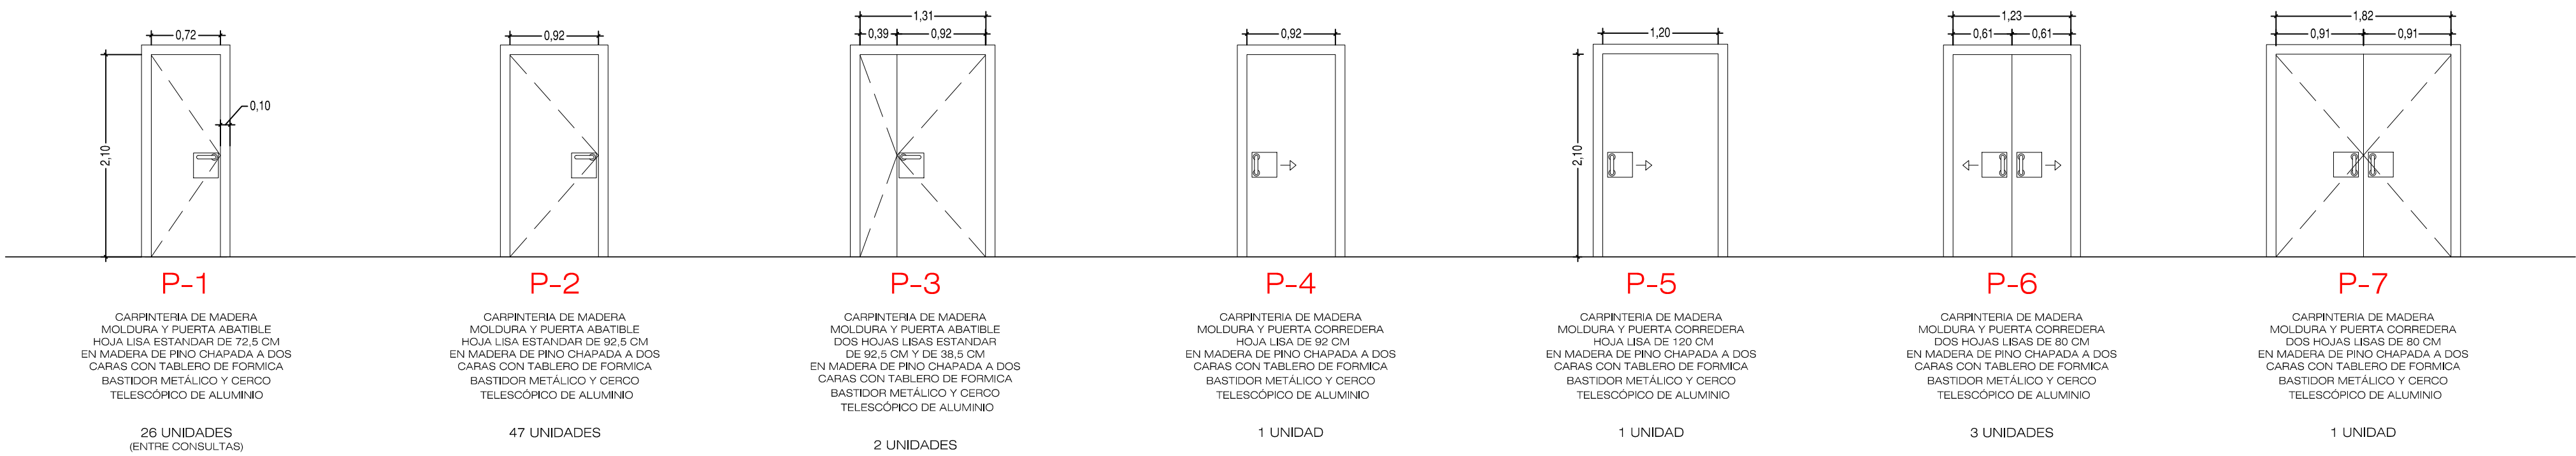 0,72
2,10
0,10
P-1
CARPINTERIA DE MADERA
MOLDURA Y PUERTA ABATIBLE
HOJA LISA ESTANDAR DE 72,5 CM
EN MADERA DE PINO CHAPADA A DOS
CARAS CON TABLERO DE FORMICA
BASTIDOR METÁLICO Y CERCO
TELESCÓPICO DE ALUMINIO
26 UNIDADES
(ENTRE CONSULTAS)
0,92
P-2
CARPINTERIA DE MADERA
MOLDURA Y PUERTA ABATIBLE
HOJA LISA ESTANDAR DE 92,5 CM
EN MADERA DE PINO CHAPADA A DOS
CARAS CON TABLERO DE FORMICA
BASTIDOR METÁLICO Y CERCO
TELESCÓPICO DE ALUMINIO
47 UNIDADES
1,31
0,39 0,92
P-3
CARPINTERIA DE MADERA
MOLDURA Y PUERTA ABATIBLE
DOS HOJAS LISAS ESTANDAR
DE 92,5 CM Y DE 38,5 CM
EN MADERA DE PINO CHAPADA A DOS
CARAS CON TABLERO DE FORMICA
BASTIDOR METÁLICO Y CERCO
TELESCÓPICO DE ALUMINIO
2 UNIDADES
0,92
P-4
CARPINTERIA DE MADERA
MOLDURA Y PUERTA CORREDERA
HOJA LISA DE 92 CM
EN MADERA DE PINO CHAPADA A DOS
CARAS CON TABLERO DE FORMICA
BASTIDOR METÁLICO Y CERCO
TELESCÓPICO DE ALUMINIO
1 UNIDAD
1,20
2,10
P-5
CARPINTERIA DE MADERA
MOLDURA Y PUERTA CORREDERA
HOJA LISA DE 120 CM
EN MADERA DE PINO CHAPADA A DOS
CARAS CON TABLERO DE FORMICA
BASTIDOR METÁLICO Y CERCO
TELESCÓPICO DE ALUMINIO
1 UNIDAD
1,23
0,61 0,61
P-6
CARPINTERIA DE MADERA
MOLDURA Y PUERTA CORREDERA
DOS HOJAS LISAS DE 80 CM
EN MADERA DE PINO CHAPADA A DOS
CARAS CON TABLERO DE FORMICA
BASTIDOR METÁLICO Y CERCO
TELESCÓPICO DE ALUMINIO
3 UNIDADES
1,82
0,91 0,91
P-7
CARPINTERIA DE MADERA
MOLDURA Y PUERTA CORREDERA
DOS HOJAS LISAS DE 80 CM
EN MADERA DE PINO CHAPADA A DOS
CARAS CON TABLERO DE FORMICA
BASTIDOR METÁLICO Y CERCO
TELESCÓPICO DE ALUMINIO
1 UNIDAD